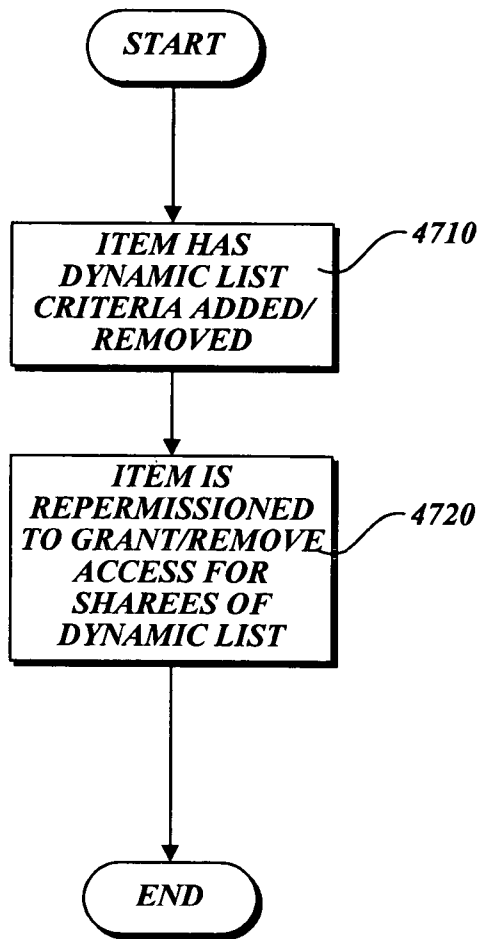 START
ITEM HAS
DYNAMIC LIST
CRITERIA ADDED/
REMOVED
4710
ITEM IS
REPERMISSIONED
TO GRANT/REMOVE
ACCESS FOR
SHAREES OF
DYNAMIC LIST
4720
END